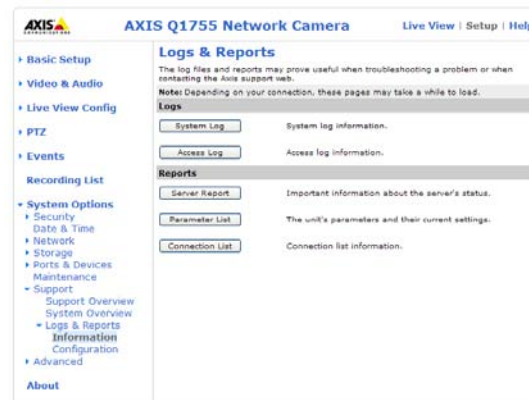 AXIS
COMMUNICATIONS
AXIS Q1755 Network Camera
Live View | Setup | Help
Basic Setup
Video & Audio
Live View Config
PTZ
Events
Recording List
System Options
Security
Date & Time
Network
Storage
Ports & Devices
Maintenance
Support
Support Overview
System Overview
Logs & Reports
Information
Configuration
Advanced
About
Logs & Reports
The log files and reports may prove useful when troubleshooting a problem or when
contacting the Axis support web.
Note: Depending on your connection, these pages may take a while to load.
Logs
System Log System log information.
Access Log Access log information.
Reports
Server Report Important information about the server's status.
Parameter List The unit's parameters and their current settings.
Connection List Connection list information.